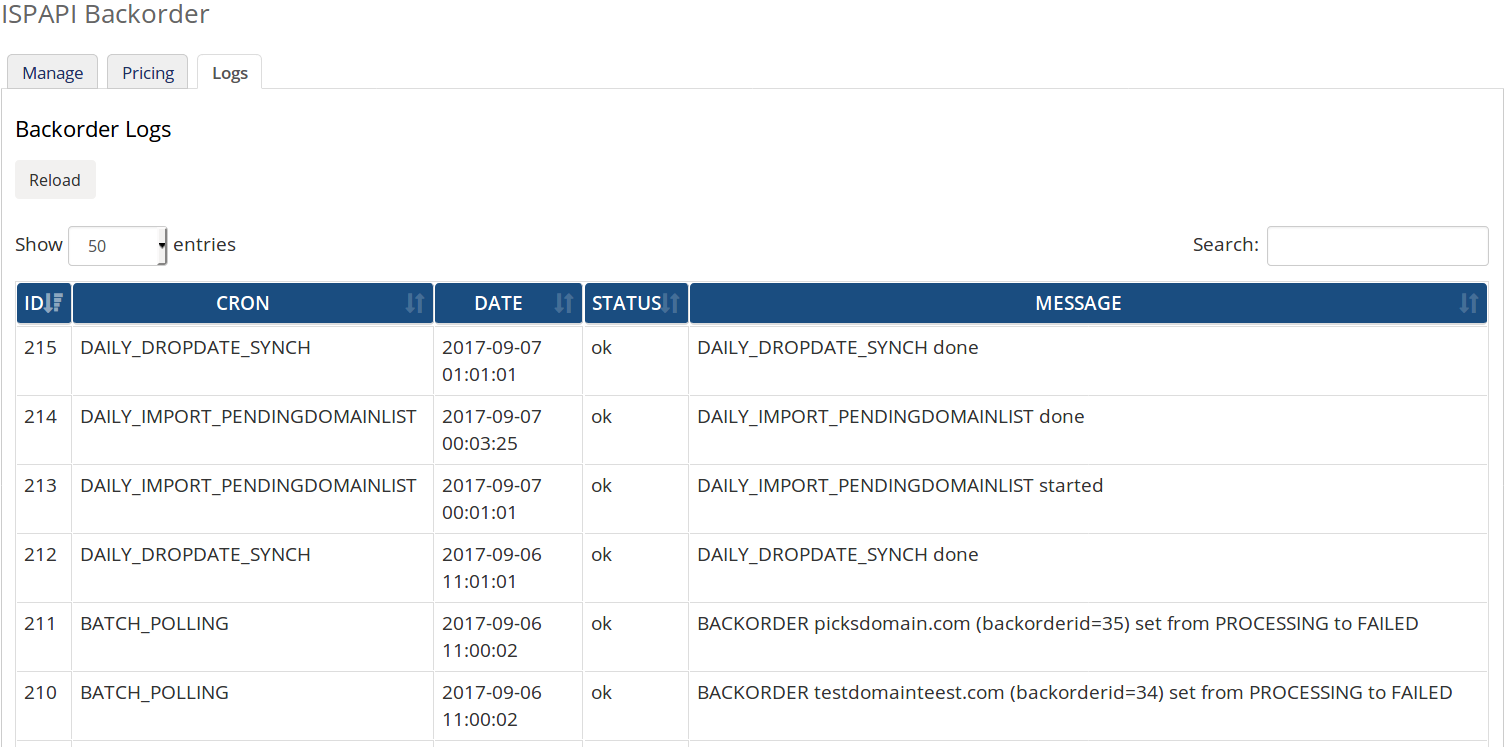 ISPAPI Backorder
Manage Pricing Logs
Backorder Logs
Reload
Show 50 entries Search:
ID CRON DATE STATUS MESSAGE
215 DAILY_DROPDATE_SYNCH 2017-09-07 ok DAILY_DROPDATE_SYNCH done
01:01:01
214 DAILY_IMPORT_PENDINGDOMAINLIST 2017-09-07 ok DAILY_IMPORT_PENDINGDOMAINLIST done
00:03:25
213 DAILY_IMPORT_PENDINGDOMAINLIST 2017-09-07 ok DAILY_IMPORT_PENDINGDOMAINLIST started
00:01:01
212 DAILY_DROPDATE_SYNCH 2017-09-06 ok DAILY_DROPDATE_SYNCH done
11:01:01
211 BATCH_POLLING 2017-09-06 ok BACKORDER picksdomain.com (backorderid=35) set from PROCESSING to FAILED
11:00:02
210 BATCH_POLLING 2017-09-06 ok BACKORDER testdomainteest.com (backorderid=34) set from PROCESSING to FAILED
11:00:02